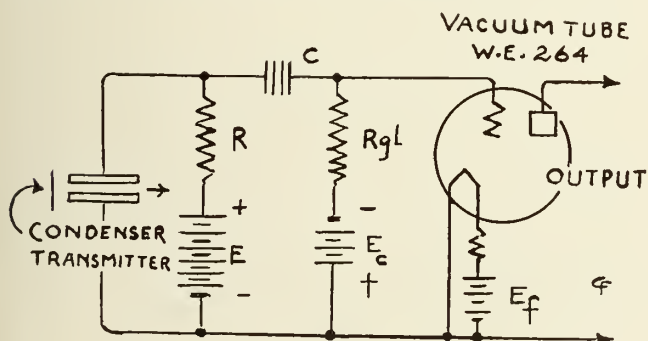 VACUUM TUBE
W.E. 264
C
R
RgL
+
-
OUTPUT
CONDENSER
TRANSMITTER
E
Ec
-
+
Ef